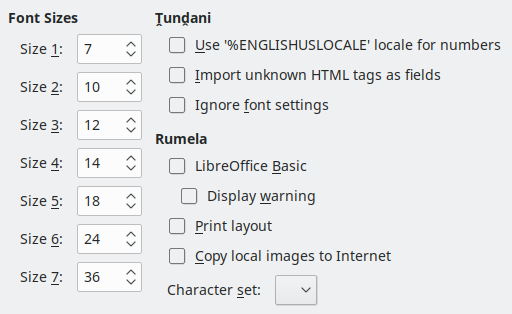 Font Sizes
Size 1: 7
Size 2: 10
Size 3: 12
Size 4: 14
Size 5: 18
Size 6: 24
Size 7: 36
Ṱunḓani
Use '%ENGLISHUSLOCALE' locale for numbers
Import unknown HTML tags as fields
Ignore font settings
Rumela
LibreOffice Basic
Display warning
Print layout
Copy local images to Internet
Character set: